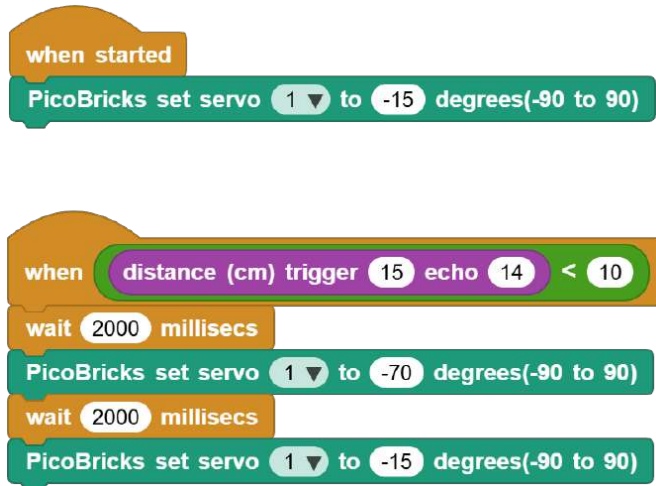 when started
PicoBricks set servo 1 to -15 degrees(-90 to 90)
when distance (cm) trigger 15 echo 14 < 10
wait 2000 millisecs
PicoBricks set servo 1 to -70 degrees(-90 to 90)
wait 2000 millisecs
PicoBricks set servo 1 to -15 degrees(-90 to 90)